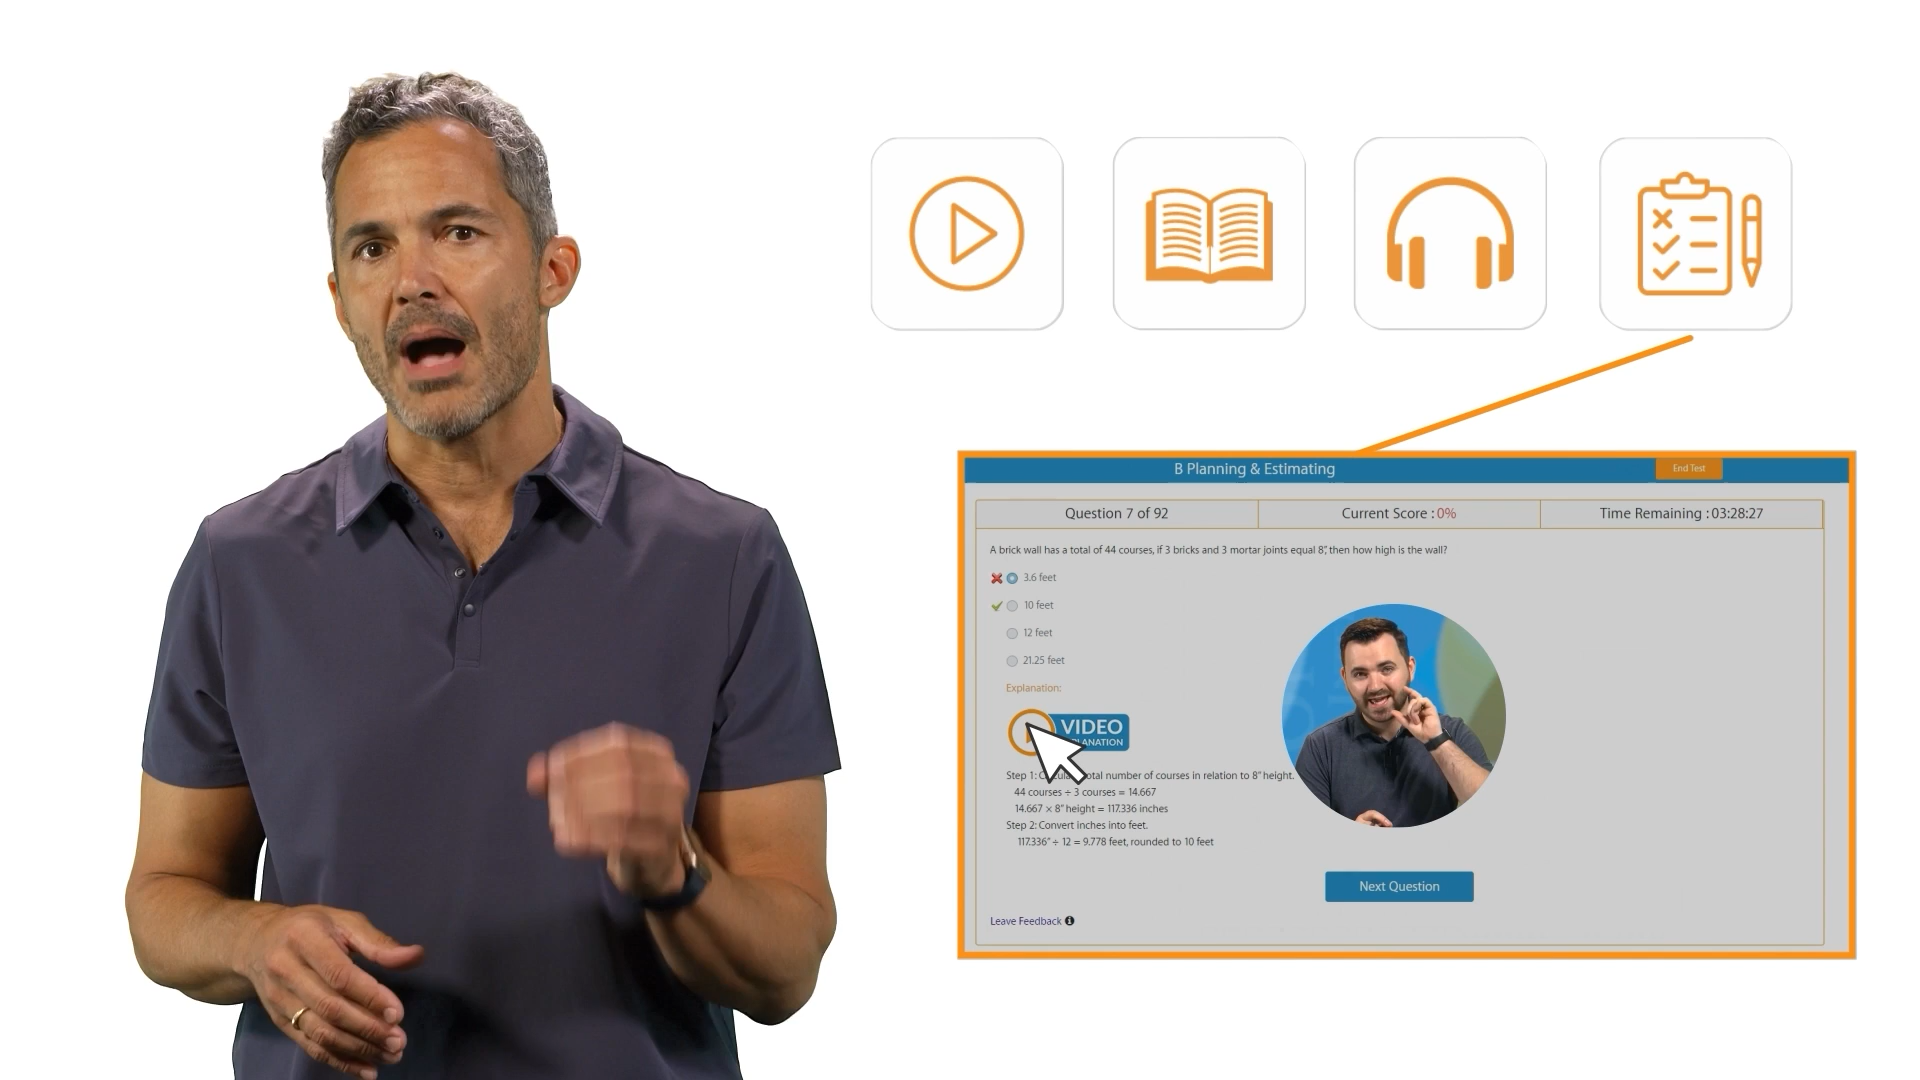 B Planning & Estimating
End Test
Question 7 of 92
Current Score : 0%
Time Remaining : 03:28:27
A brick wall has a total of 44 courses, if 3 bricks and 3 mortar joints equal 8", then how high is the wall?
3.6 feet
10 feet
12 feet
21.25 feet
Explanation:
VIDEO
Step 1: total number of courses in relation to 8" height.
44 courses ÷ 3 courses = 14.667
14.667 × 8" height = 117.336 inches
Step 2: Convert inches into feet.
117.336" ÷ 12 = 9.778 feet, rounded to 10 feet
Next Question
Leave Feedback